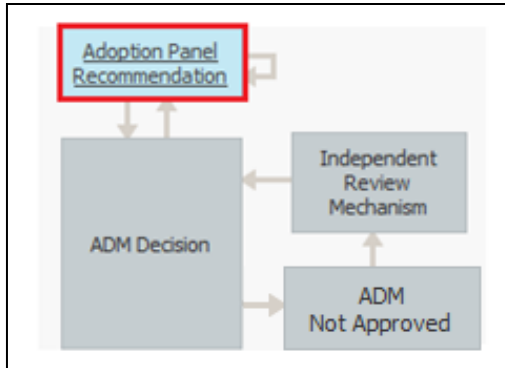 Adoption Panel
Recommendation
Independent
Review
Mechanism
ADM Decision
ADM
Not Approved